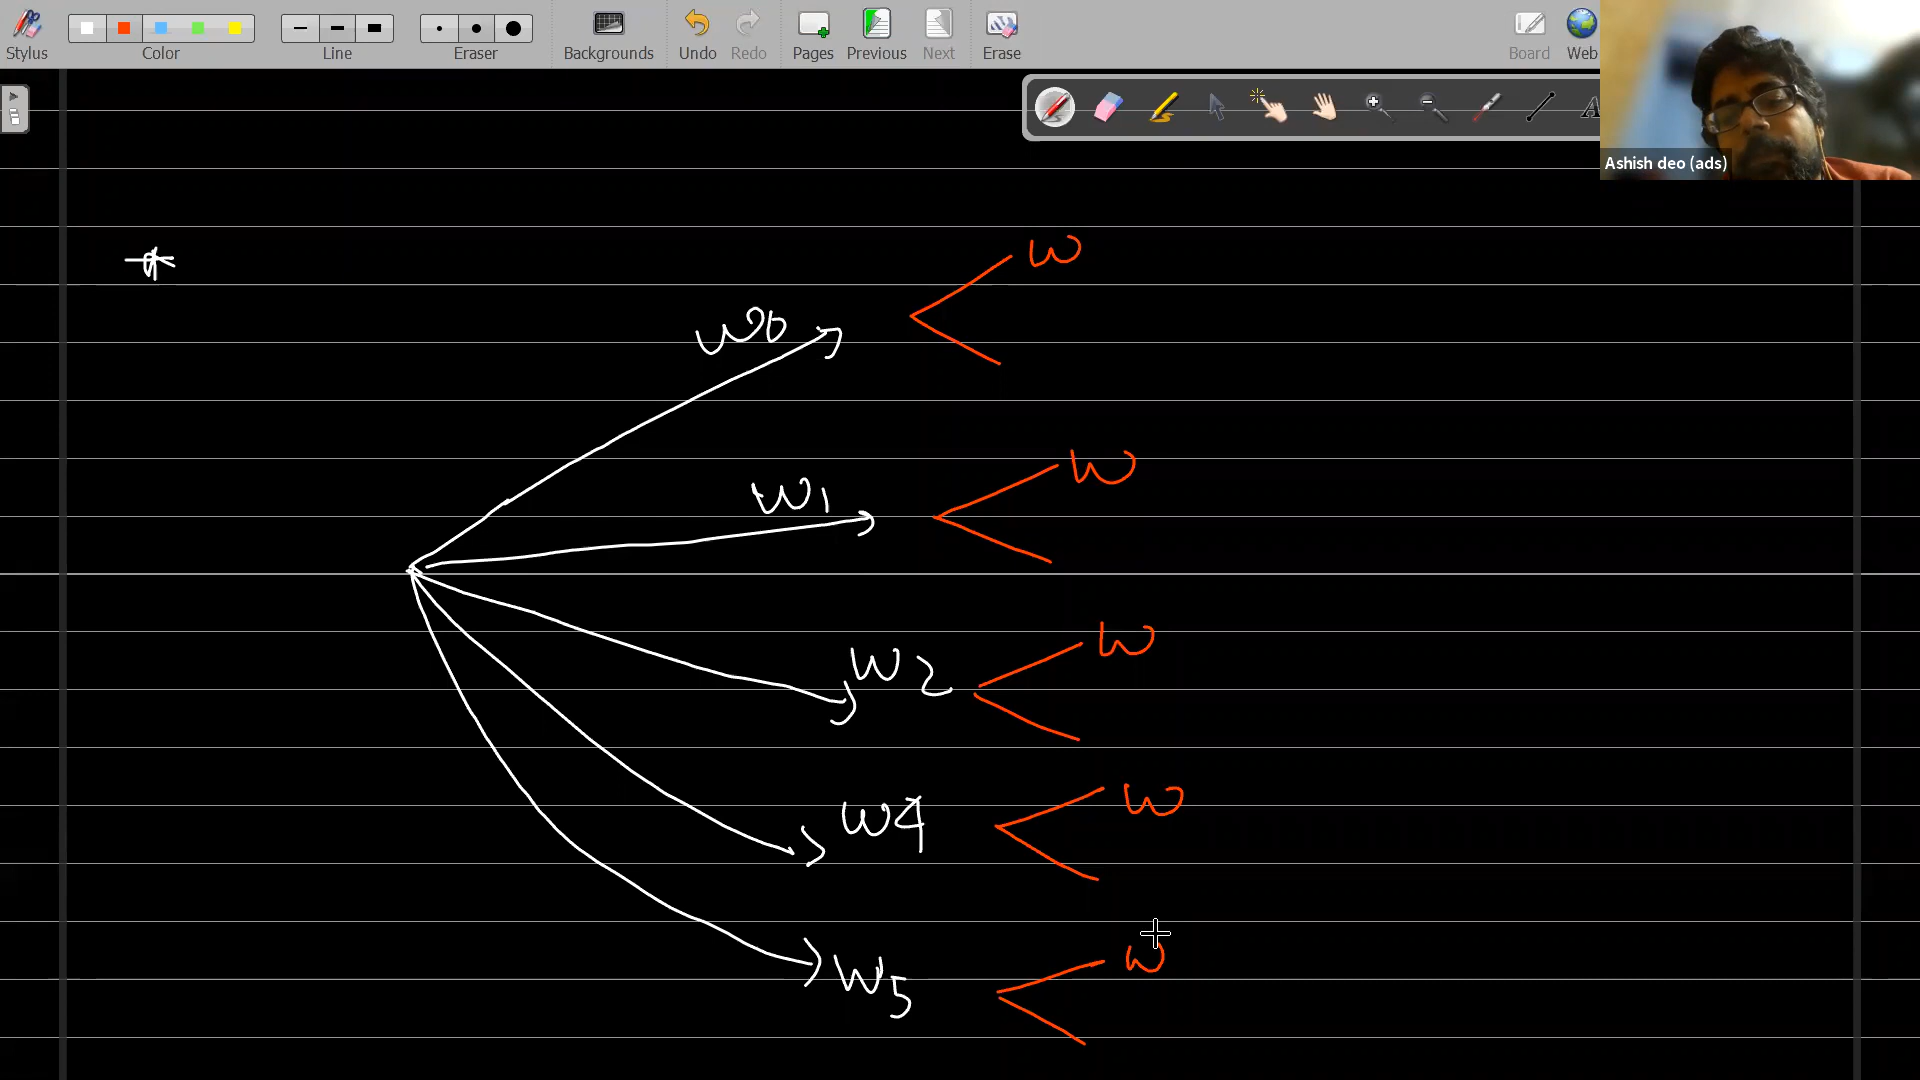 Stylus Color Line Eraser Backgrounds Undo Redo Pages Previous Next Erase Board Web
A
Ashish deo (ads)
*
W
W0
W
W1
W
W2
W
W4
W
W5